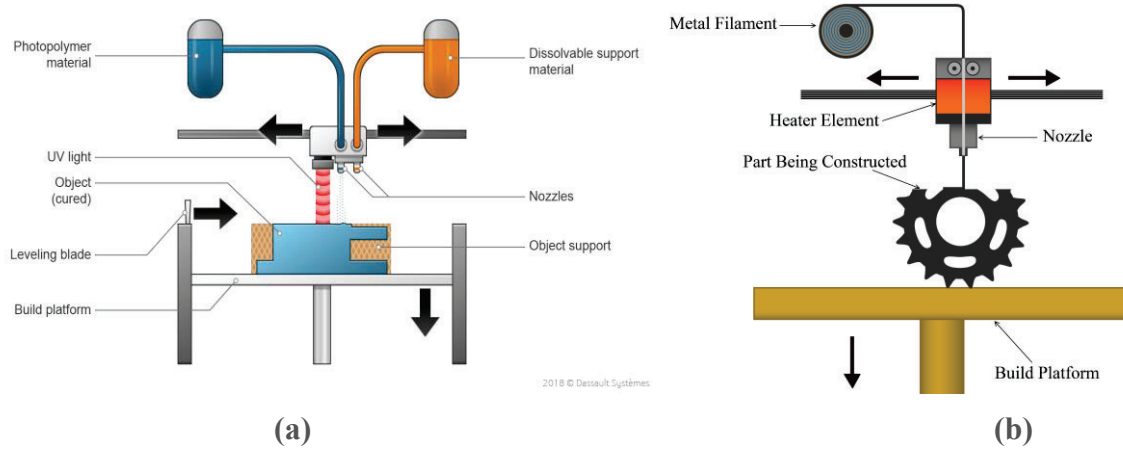 Photopolymer
material
Dissolvable support
material
UV light
Object
(cured)
Nozzles
Leveling blade
Object support
Build platform
2018 © Dassault Systèmes
(a)
Metal Filament
Heater Element
Nozzle
Part Being Constructed
Build Platform
(b)